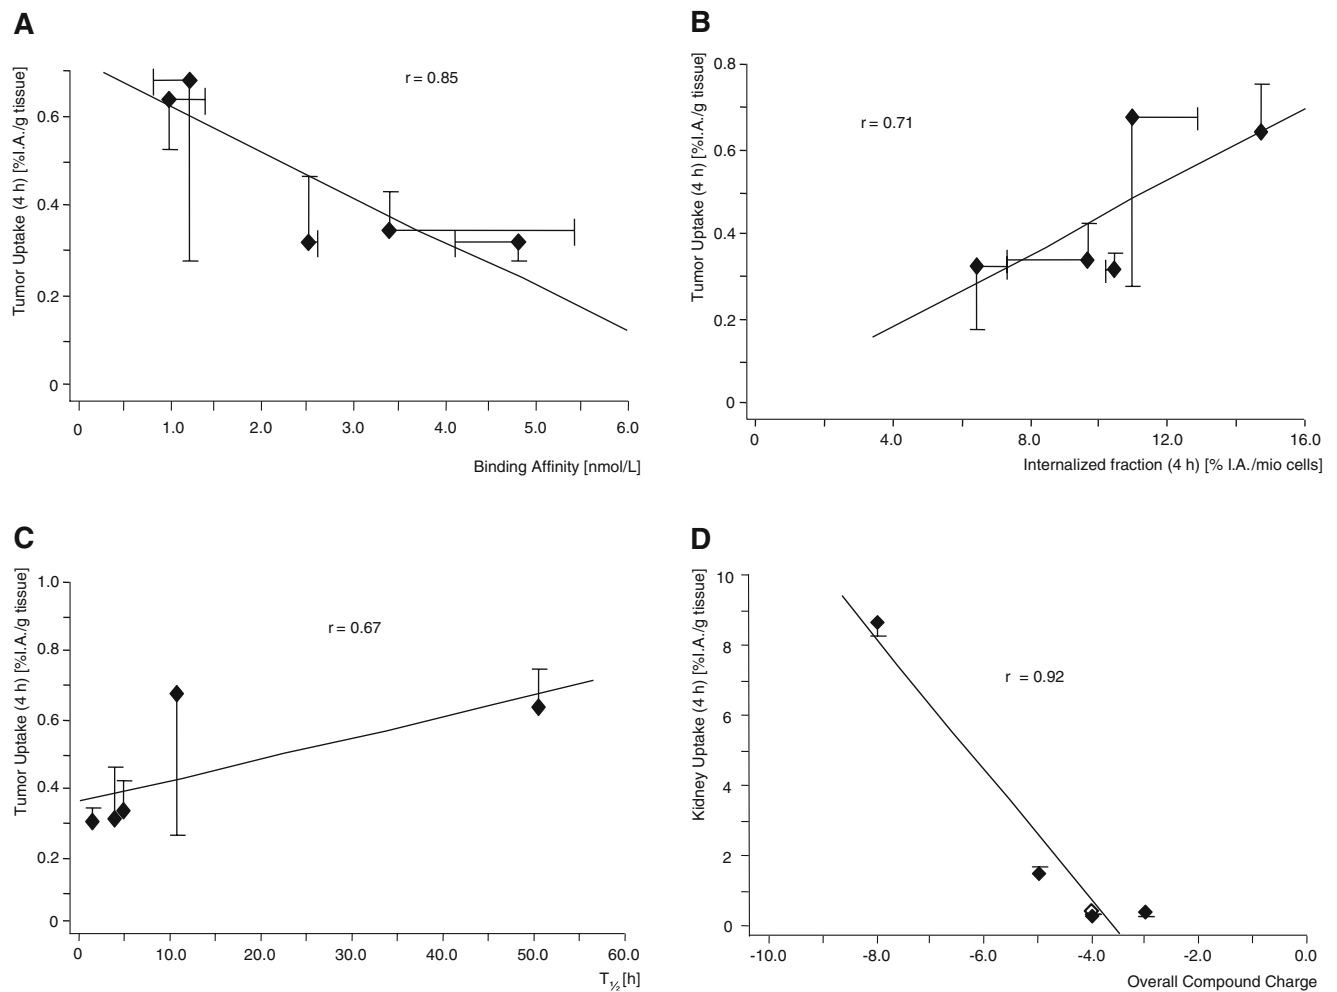 A
Tumor Uptake (4 h) [%I.A./g tissue]
r = 0.85
0.6
0.4
0.2
0
0 1.0 2.0 3.0 4.0 5.0 6.0
Binding Affinity [nmol/L]
B
Tumor Uptake (4 h) [%I.A./g tissue]
0.8
r = 0.71
0.6
0.4
0.2
0
0 4.0 8.0 12.0 16.0
Internalized fraction (4 h) [% I.A./mio cells]
C
Tumor Uptake (4 h) [%I.A./g tissue]
1.0
r = 0.67
0.8
0.6
0.4
0.2
0
0 10.0 20.0 30.0 40.0 50.0 60.0
T½ [h]
D
Kidney Uptake (4 h) [%I.A./g tissue]
10
8
r = 0.92
6
4
2
0
-10.0 -8.0 -6.0 -4.0 -2.0 0.0
Overall Compound Charge